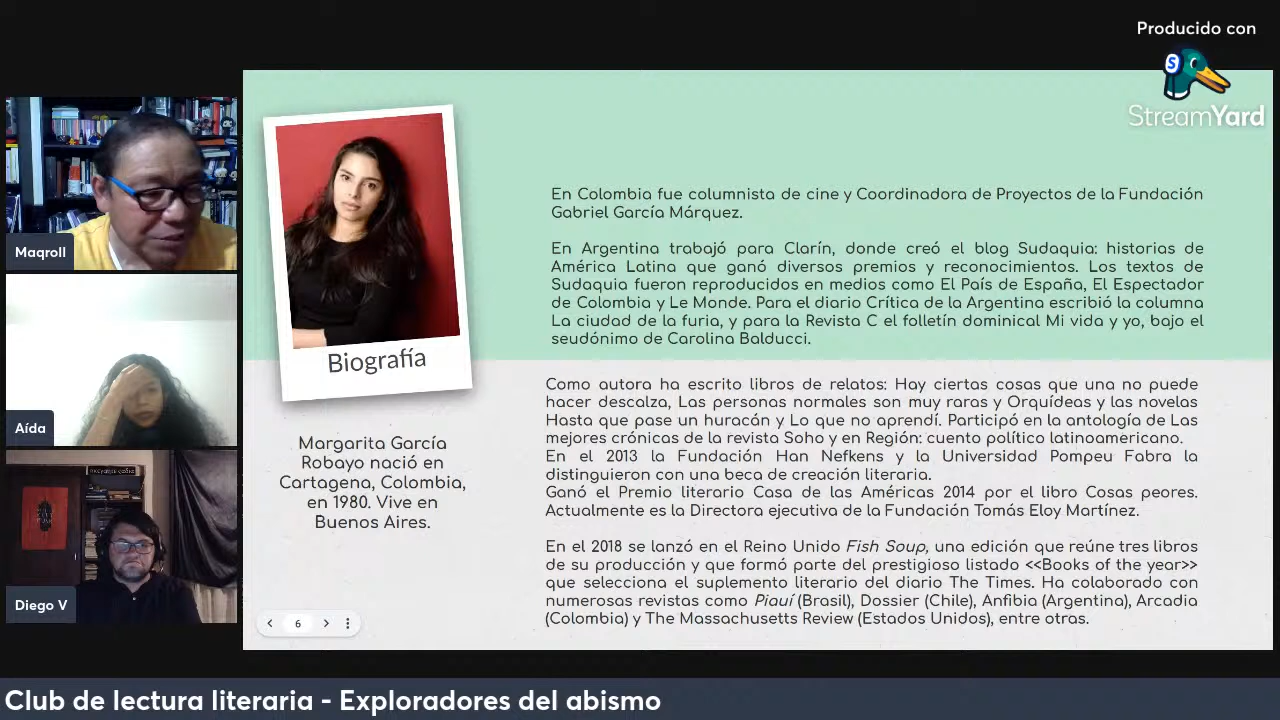 Producido con
S
StreamYard
Maqroll
Aída
Diego V
Biografía
Margarita García
Robayo nació en
Cartagena, Colombia,
en 1980. Vive en
Buenos Aires.
En Colombia fue columnista de cine y Coordinadora de Proyectos de la Fundación
Gabriel García Márquez.
En Argentina trabajó para Clarín, donde creó el blog Sudaquia: historias de
América Latina que ganó diversos premios y reconocimientos. Los textos de
Sudaquia fueron reproducidos en medios como El País de España, El Espectador
de Colombia y Le Monde. Para el diario Crítica de la Argentina escribió la columna
La ciudad de la furia, y para la Revista C el folletín dominical Mi vida y yo, bajo el
seudónimo de Carolina Balducci.
Como autora ha escrito libros de relatos: Hay ciertas cosas que una no puede
hacer descalza, Las personas normales son muy raras y Orquídeas y las novelas
Hasta que pase un huracán y Lo que no aprendí. Participó en la antología de Las
mejores crónicas de la revista Soho y en Región: cuento político latinoamericano.
En el 2013 la Fundación Han Nefkens y la Universidad Pompeu Fabra la
distinguieron con una beca de creación literaria.
Ganó el Premio literario Casa de las Américas 2014 por el libro Cosas peores.
Actualmente es la Directora ejecutiva de la Fundación Tomás Eloy Martínez.
En el 2018 se lanzó en el Reino Unido Fish Soup, una edición que reúne tres libros
de su producción y que formó parte del prestigioso listado <<Books of the year>>
que selecciona el suplemento literario del diario The Times. Ha colaborado con
numerosas revistas como Piauí (Brasil), Dossier (Chile), Anfibia (Argentina), Arcadia
(Colombia) y The Massachusetts Review (Estados Unidos), entre otras.
6
Club de lectura literaria - Exploradores del abismo